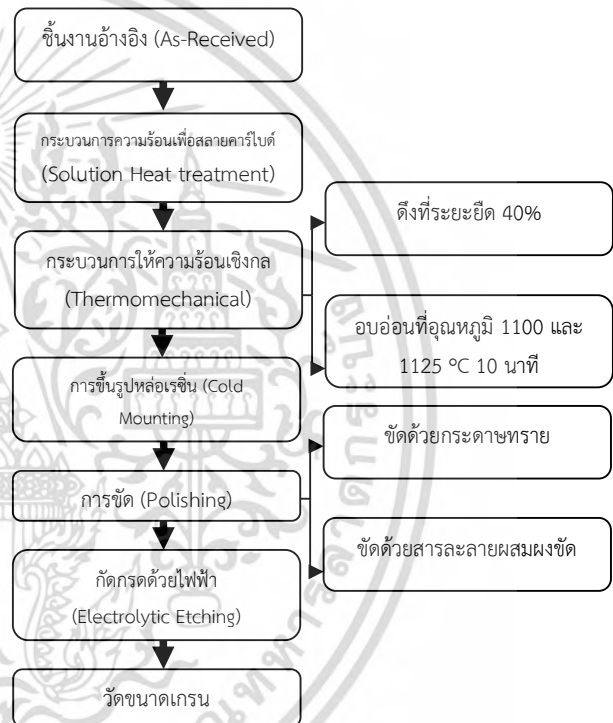 ชิ้นงานอ้างอิง (As-Received)
กระบวนการความร้อนเพื่อสลายคาร์ไบด์
(Solution Heat treatment)
กระบวนการให้ความร้อนเชิงกล
(Thermomechanical)
ดึงที่ระยะยืด 40%
อบอ่อนที่อุณหภูมิ 1100 และ
1125 ºC 10 นาที
การขึ้นรูปหล่อเรซิ่น (Cold
Mounting)
การขัด (Polishing)
ขัดด้วยกระดาษทราย
ขัดด้วยสารละลายผสมผงขัด
กัดกรดด้วยไฟฟ้า
(Electrolytic Etching)
วัดขนาดเกรน